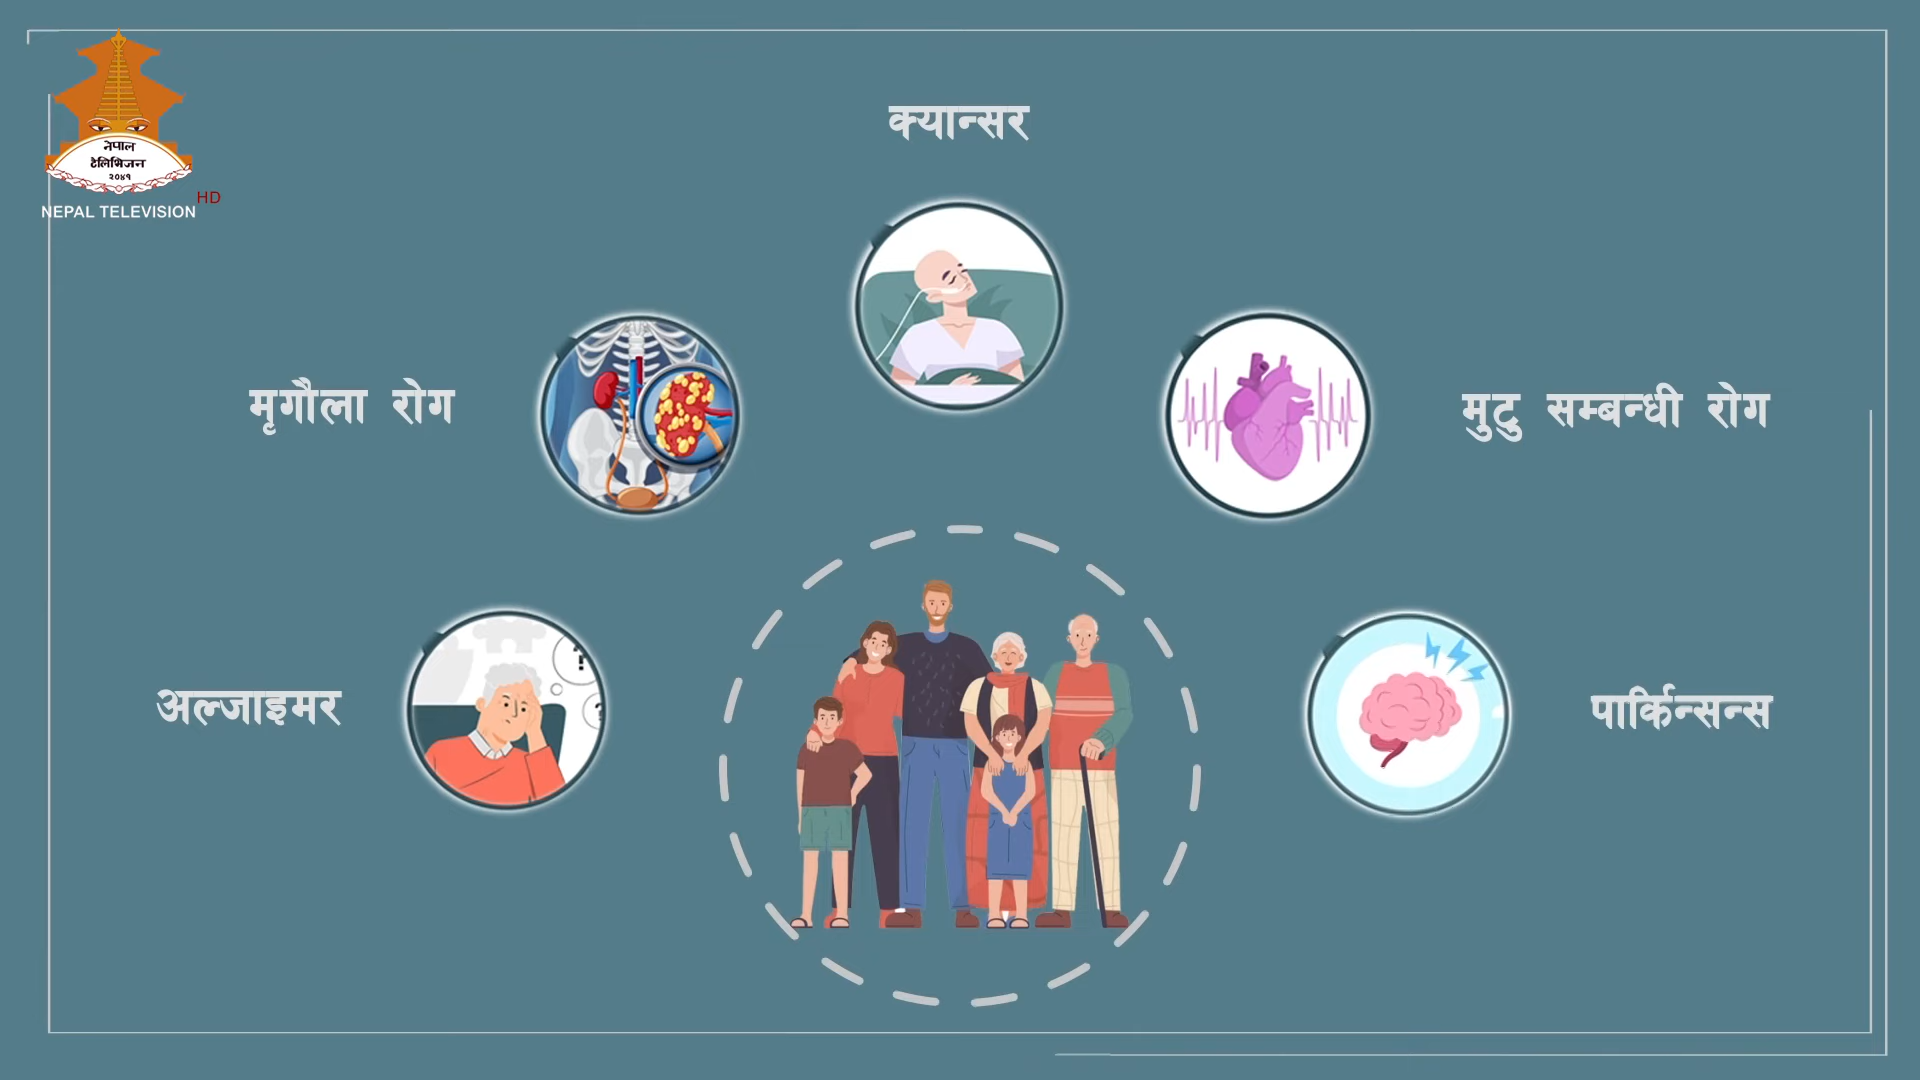 नेपाल
टेलिभिजन
२०४१
HD
NEPAL TELEVISION
क्यान्सर
मृगौला रोग
मुटु सम्बन्धी रोग
अल्जाइमर
पार्किन्सन्स